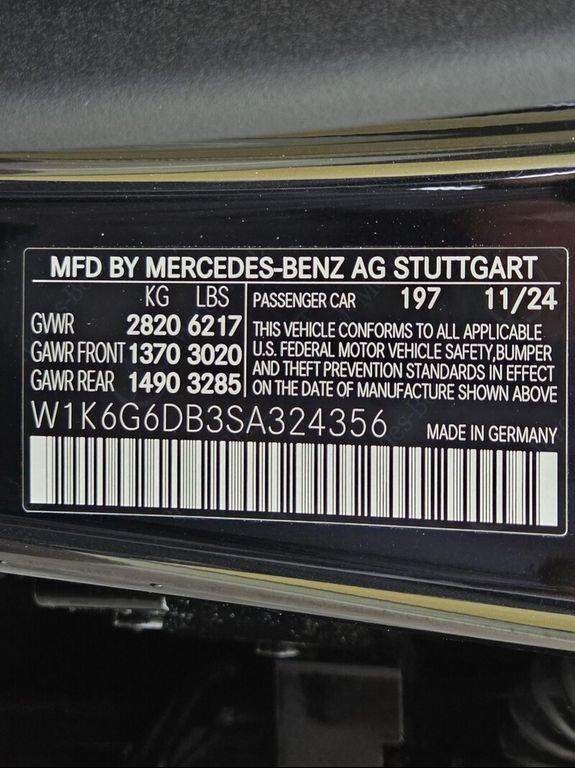 MFD BY MERCEDES-BENZ AG STUTTGART
KG LBS
GVWR 2820 6217
GAWR FRONT 1370 3020
GAWR REAR 1490 3285
PASSENGER CAR 197 11/24
THIS VEHICLE CONFORMS TO ALL APPLICABLE
U.S. FEDERAL MOTOR VEHICLE SAFETY,BUMPER
AND THEFT PREVENTION STANDARDS IN EFFECT
ON THE DATE OF MANUFACTURE SHOWN ABOVE
W1K6G6DB3SA324356
MADE IN GERMANY